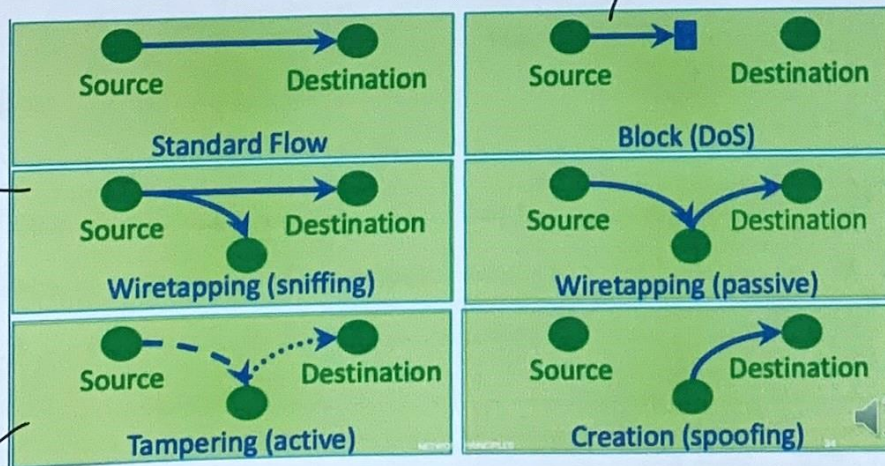 Source Destination
Standard Flow
Source Destination
Block (DoS)
Source Destination
Wiretapping (sniffing)
Source Destination
Wiretapping (passive)
Source Destination
Tampering (active)
Source Destination
Creation (spoofing)